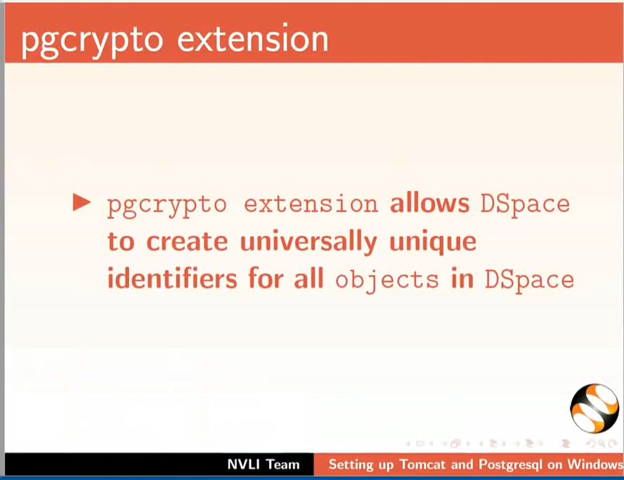 pgcrypto extension
pgcrypto extension allows DSpace
to create universally unique
identifiers for all objects in DSpace
NVLI Team Setting up Tomcat and Postgresql on Windows